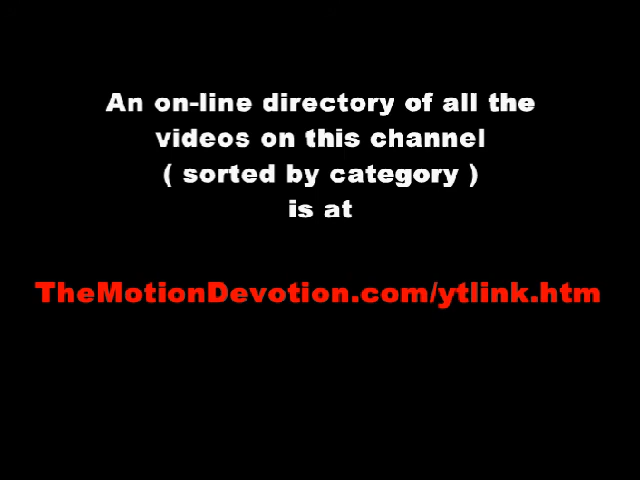 An on-line directory of all the
videos on this channel
( sorted by category )
is at
TheMotionDevotion.com/ytlink.htm